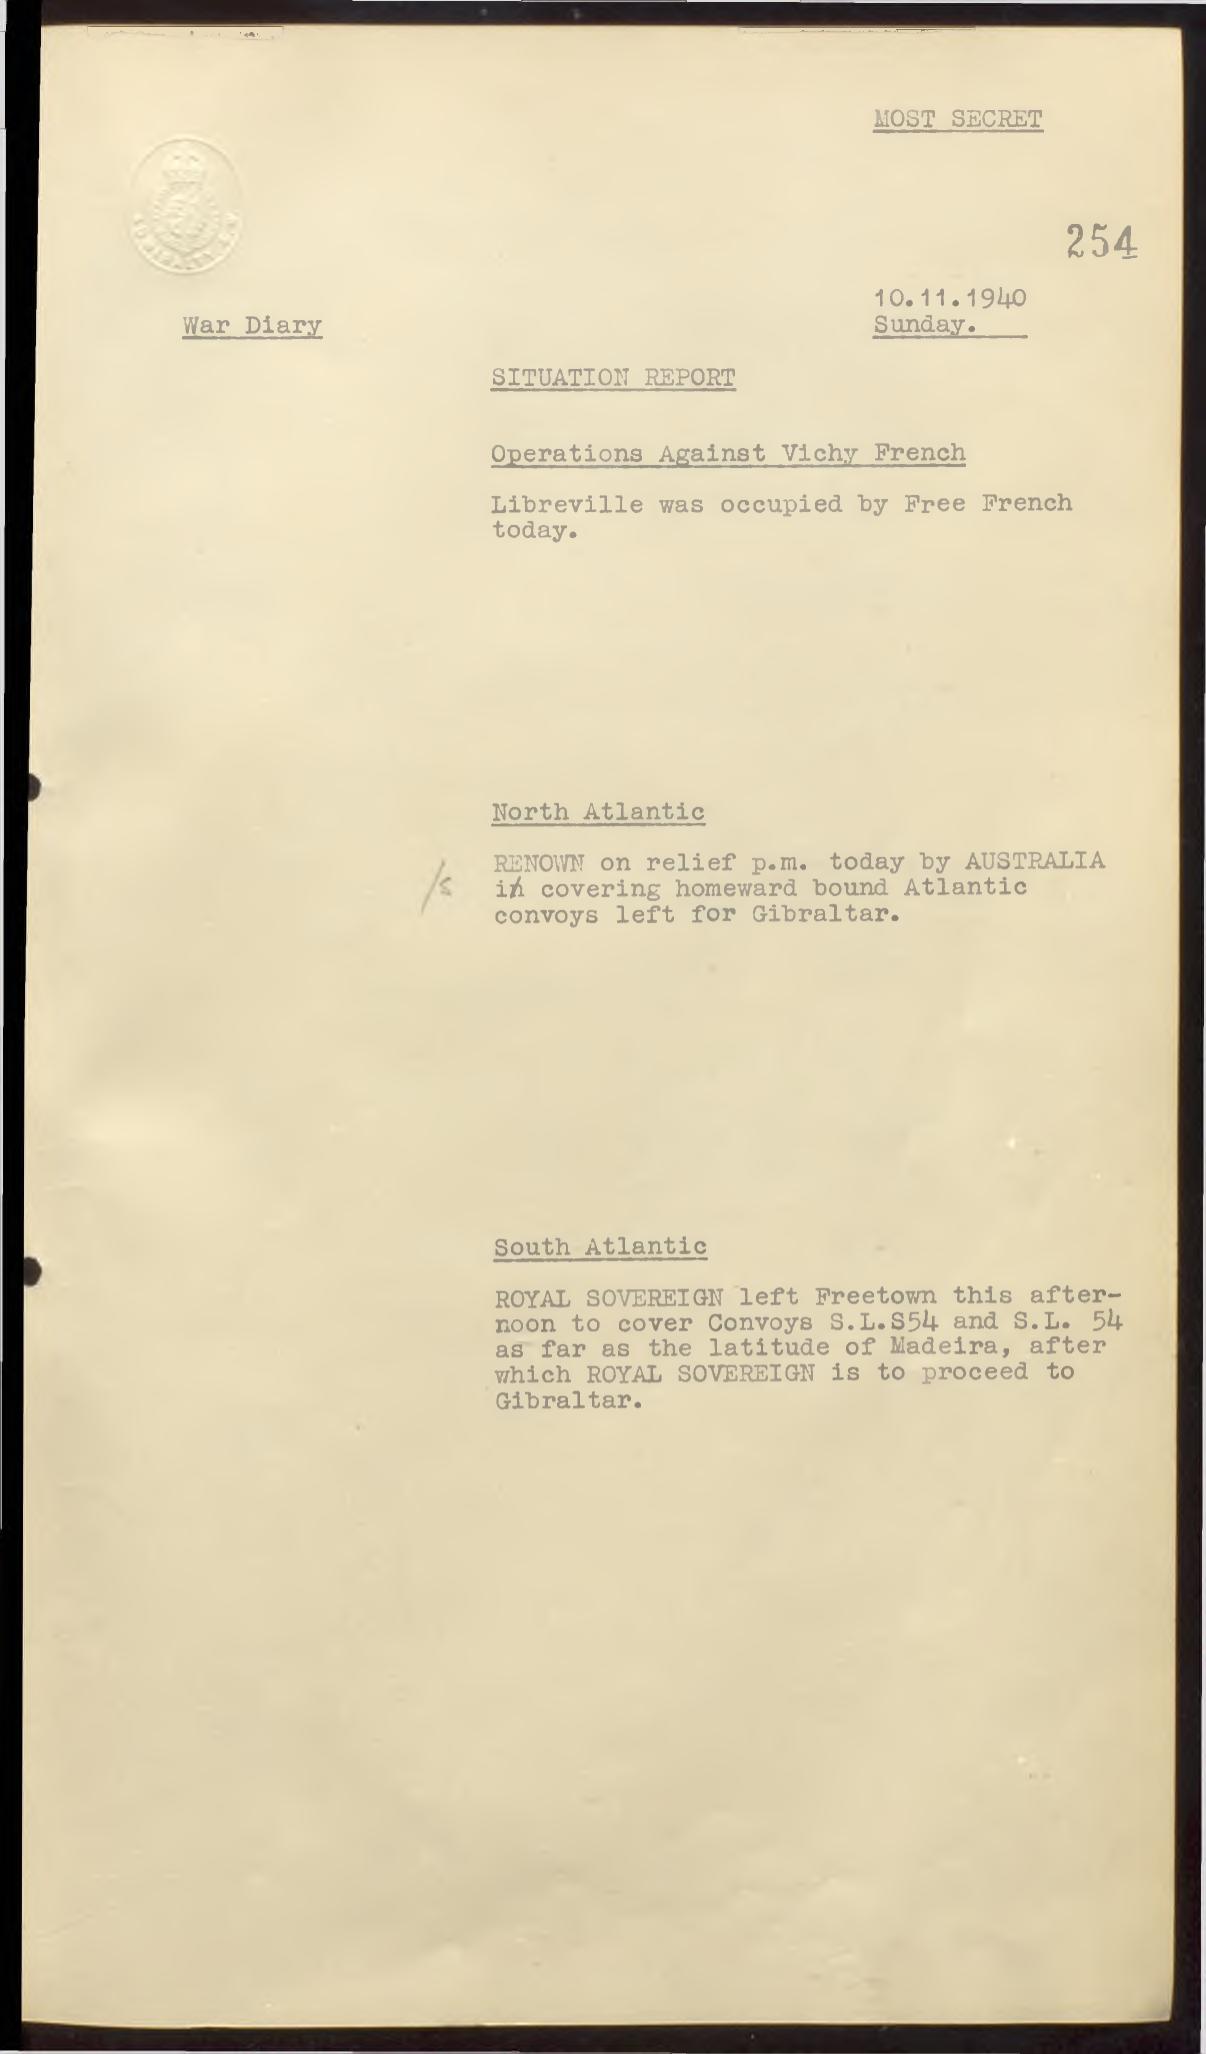 MOST SECRET
254
10.11.1940
War Diary
Sunday.
SITUATION REPORT
Operations Against Vichy French
Libreville was occupied by Free French
today.
North Atlantic
RENOWN on relief p.m. today by AUSTRALIA
/s in covering homeward bound Atlantic
convoys left for Gibraltar.
South Atlantic
ROYAL SOVEREIGN left Freetown this after-
noon to cover Convoys S.L.S54 and S.L. 54
as far as the latitude of Madeira, after
which ROYAL SOVEREIGN is to proceed to
Gibraltar.